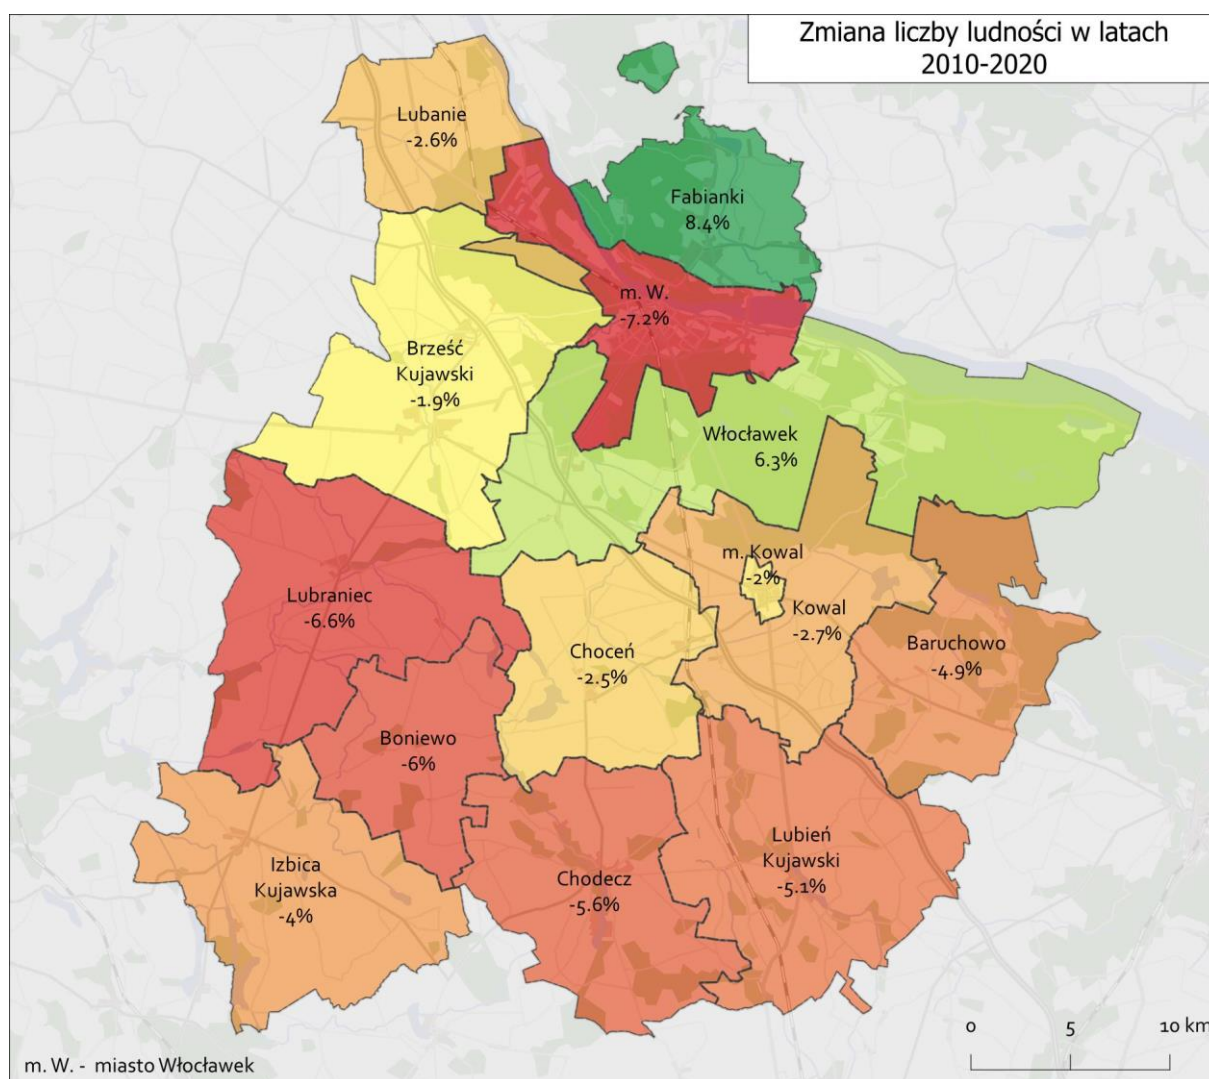 Zmiana liczby ludności w latach
2010-2020
Lubanie
-2.6%
Fabianki
8.4%
m. W.
-7.2%
Brześć
Kujawski
-1.9%
Włocławek
6.3%
m. Kowal
-2%
Kowal
-2.7%
Lubraniec
-6.6%
Choceń
-2.5%
Baruchowo
-4.9%
Boniewo
-6%
Izbica
Kujawska
-4%
Chodecz
-5.6%
Lubień
Kujawski
-5.1%
0 5 10 km
m. W. - miasto Włocławek